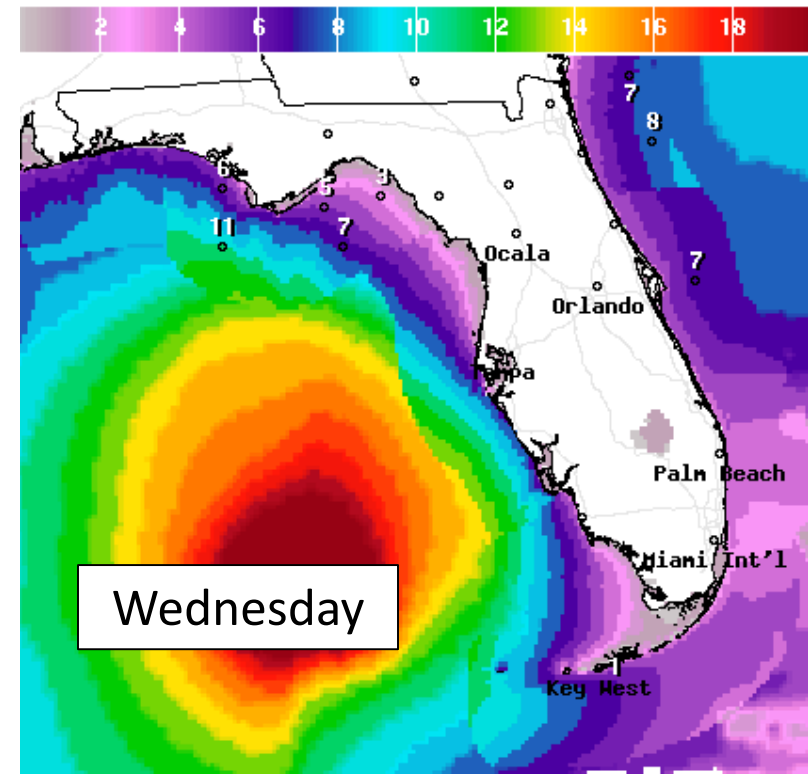 2 4 6 8 10 12 14 16 18
7
8
6
5 3
11 7
Ocala
7
Orlando
Tampa
Palm Beach
Miami Int'l
Wednesday
1
Key West